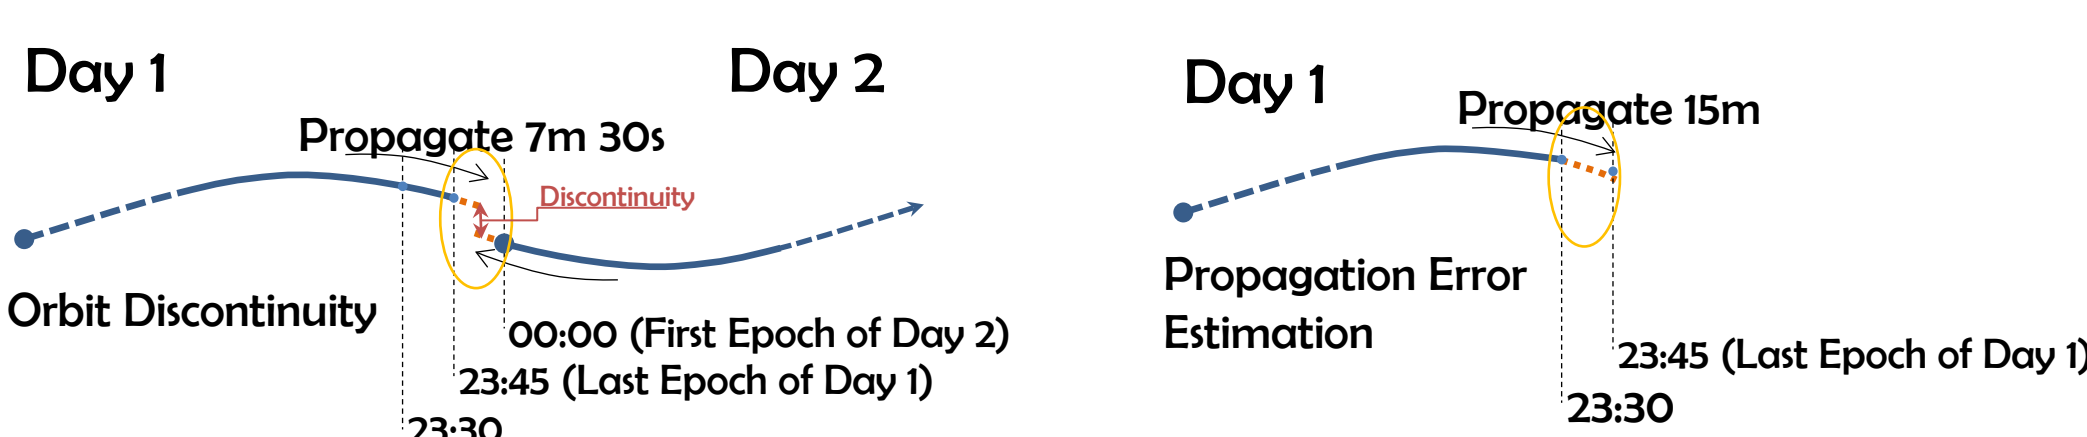 Day 1
Day 2
Propagate 7m 30s
Discontinuity
Orbit Discontinuity
00:00 (First Epoch of Day 2)
23:45 (Last Epoch of Day 1)
23:30
Day 1
Propagate 15m
Propagation Error
Estimation
23:45 (Last Epoch of Day 1)
23:30